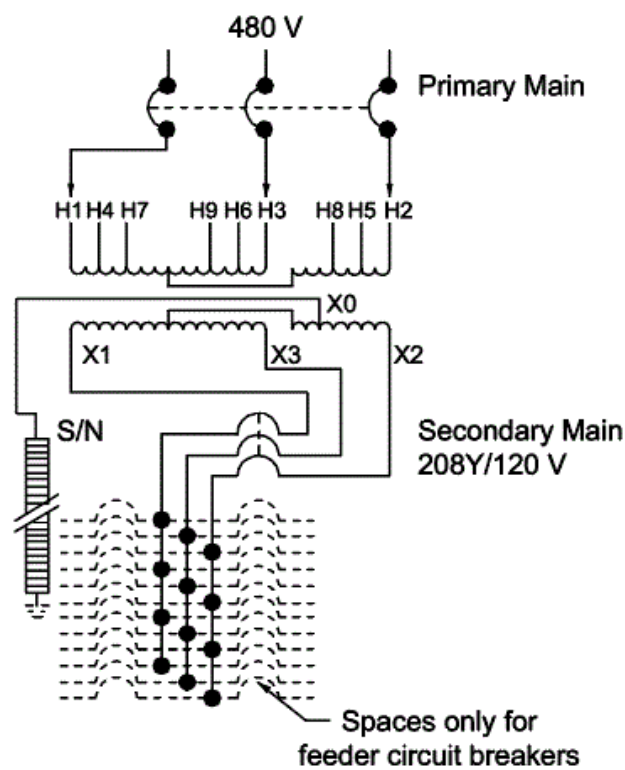 480 V
Primary Main
H1 H4 H7 H9 H6 H3 H8 H5 H2
X0
X1 X3 X2
S/N
Secondary Main
208Y/120 V
Spaces only for
feeder circuit breakers